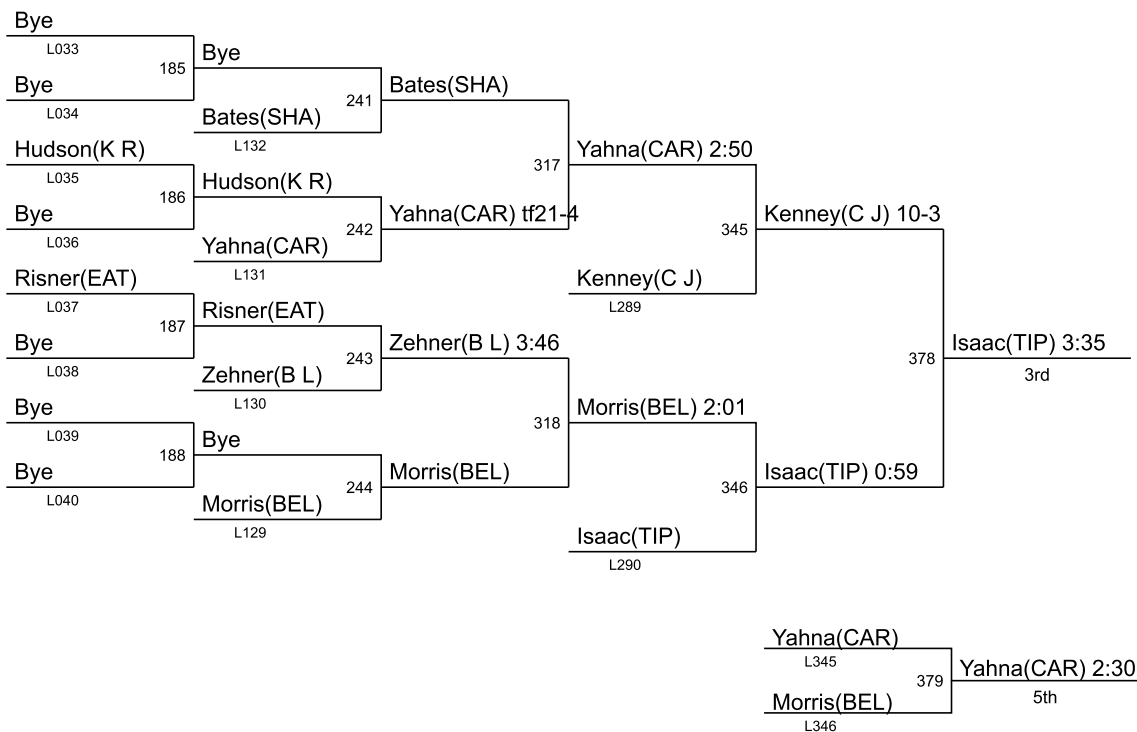 Bye
L033
185
Bye
L034
Bye
241
Bates(SHA)
L132
Bates(SHA)
Hudson(K R)
L035
186
Bye
L036
Hudson(K R)
242
Yahna(CAR)
L131
Yahna(CAR) tf21-4
317
Yahna(CAR) 2:50
345
Kenney(C J)
L289
Kenney(C J) 10-3
Risner(EAT)
L037
187
Bye
L038
Risner(EAT)
243
Zehner(B L)
L130
Zehner(B L) 3:46
Bye
L039
188
Bye
L040
Bye
244
Morris(BEL)
L129
Morris(BEL)
318
Morris(BEL) 2:01
346
Isaac(TIP)
L290
Isaac(TIP) 0:59
378
Isaac(TIP) 3:35
3rd
Yahna(CAR)
L345
379
Morris(BEL)
L346
Yahna(CAR) 2:30
5th